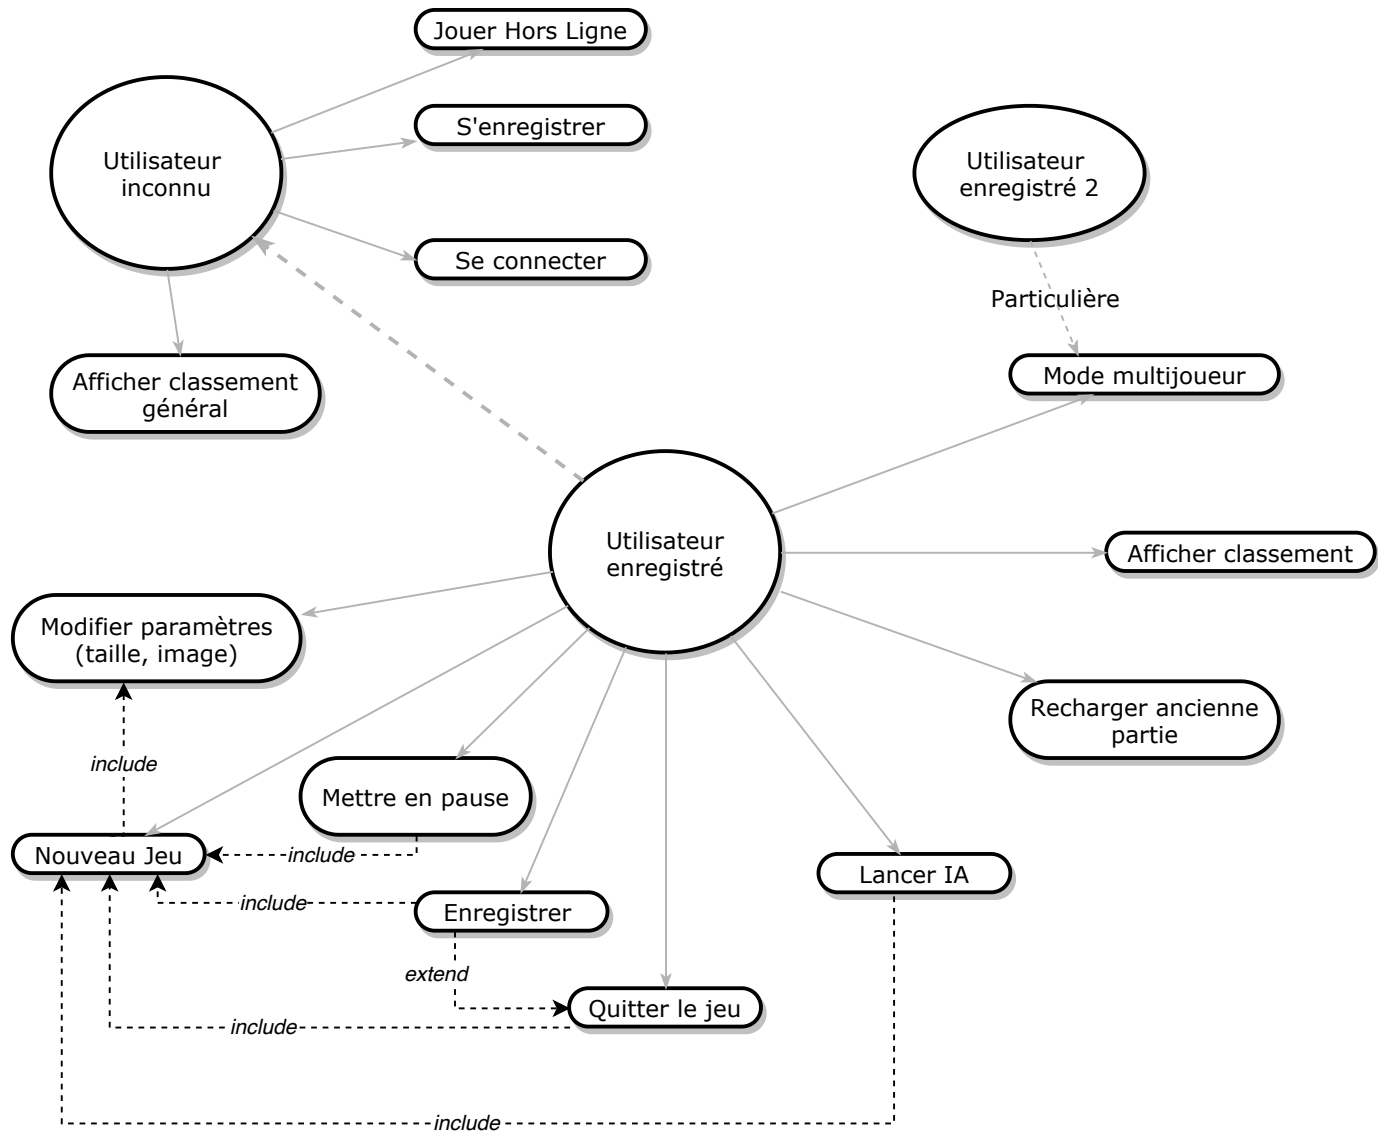 Jouer Hors Ligne
S'enregistrer
Utilisateur
inconnu
Utilisateur
enregistré 2
Se connecter
Particulière
Mode multijoueur
Afficher classement
général
Utilisateur
enregistré
Afficher classement
Modifier paramètres
(taille, image)
Recharger ancienne
partie
include
Mettre en pause
Nouveau Jeu
include
Lancer IA
include
Enregistrer
extend
Quitter le jeu
include
include